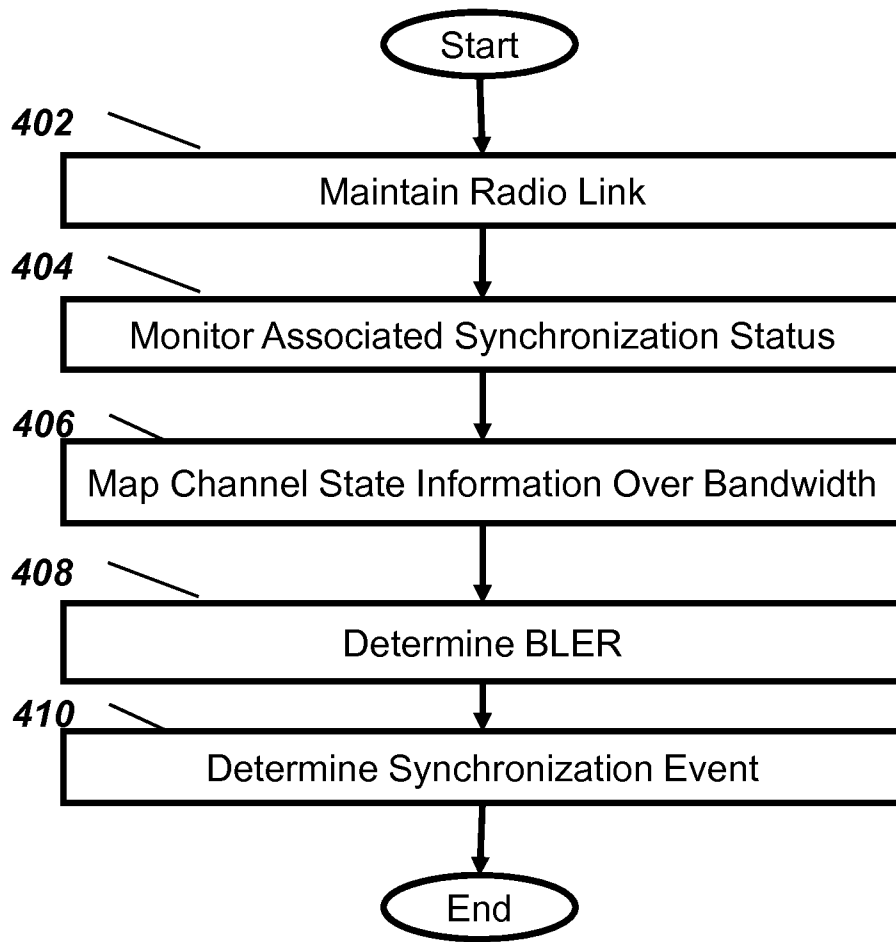 Start
402
Maintain Radio Link
404
Monitor Associated Synchronization Status
406
Map Channel State Information Over Bandwidth
408
Determine BLER
410
Determine Synchronization Event
End